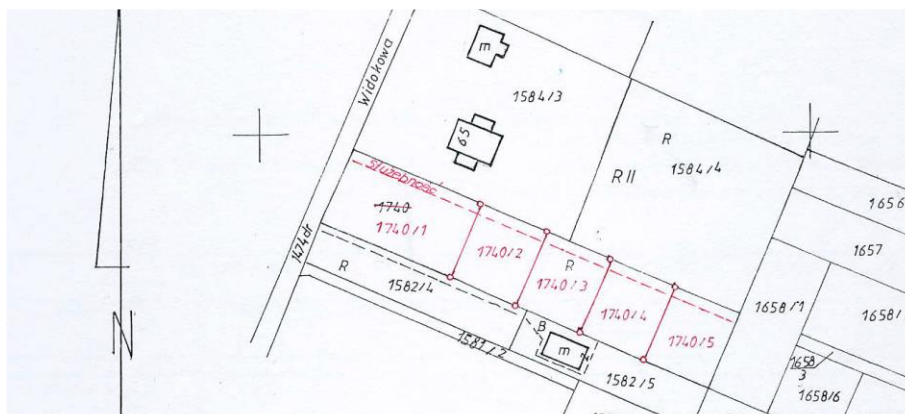 Widokowa
m
1584/3
65
R
RII
1584/4
1656
służebność
1740
1740/1
1657
1474dr
1740/2
R
1740/3
1740/4
1658/1
1658/
R
1582/4
B
1740/5
N
1581/2
m
1582/5
1658
3
1658/6